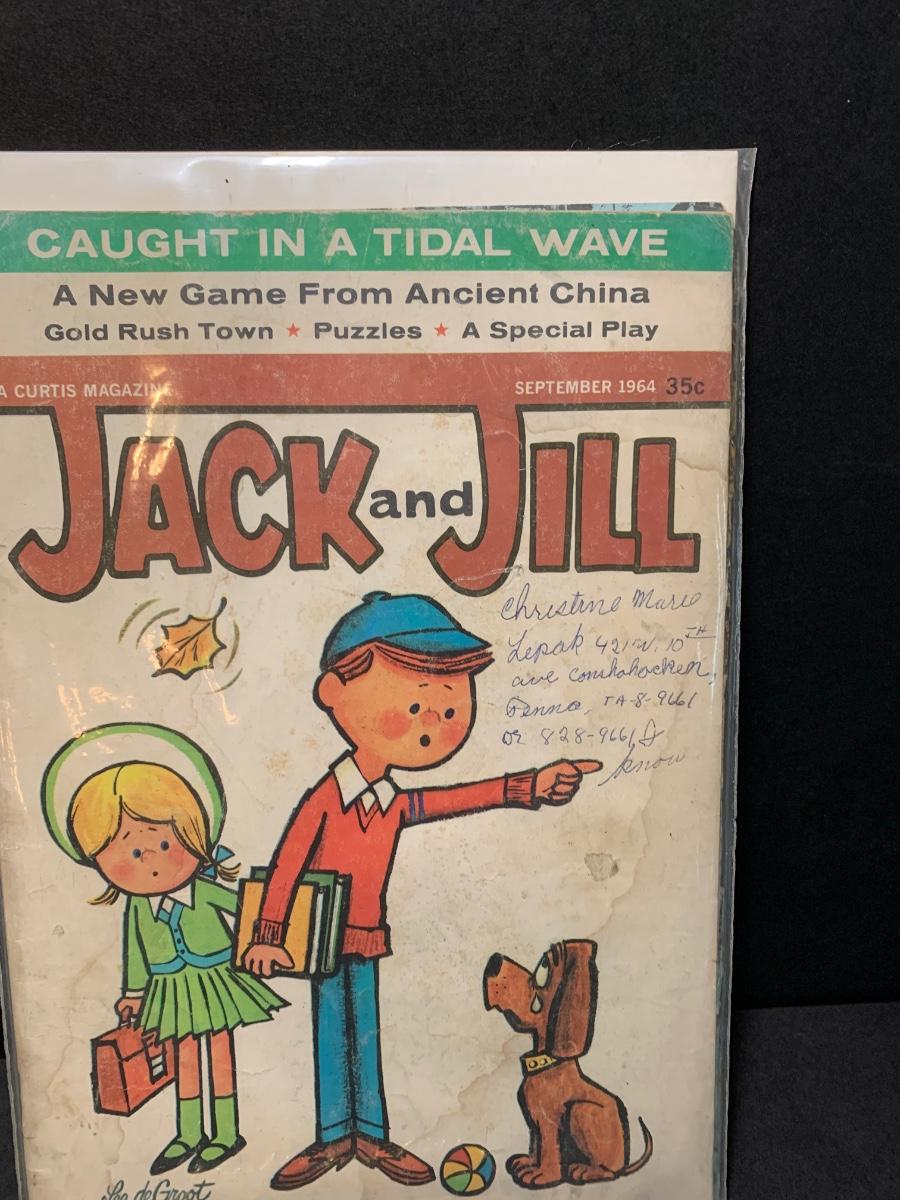 CAUGHT IN A TIDAL WAVE
A New Game From Ancient China
Gold Rush Town ★ Puzzles ★ A Special Play
A CURTIS MAGAZINE
SEPTEMBER 1964 35c
JACK and JILL
Christine Marie
Lepak 421 W. 10TH
ave conshohocken,
Penna, TA-8-9661
or 828-9661 I
know
Lee de Groot